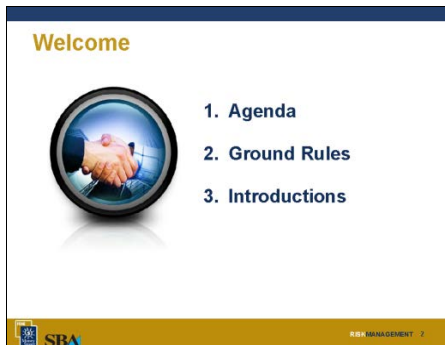 Welcome
1. Agenda
2. Ground Rules
3. Introductions
SBA
RISK MANAGEMENT 2